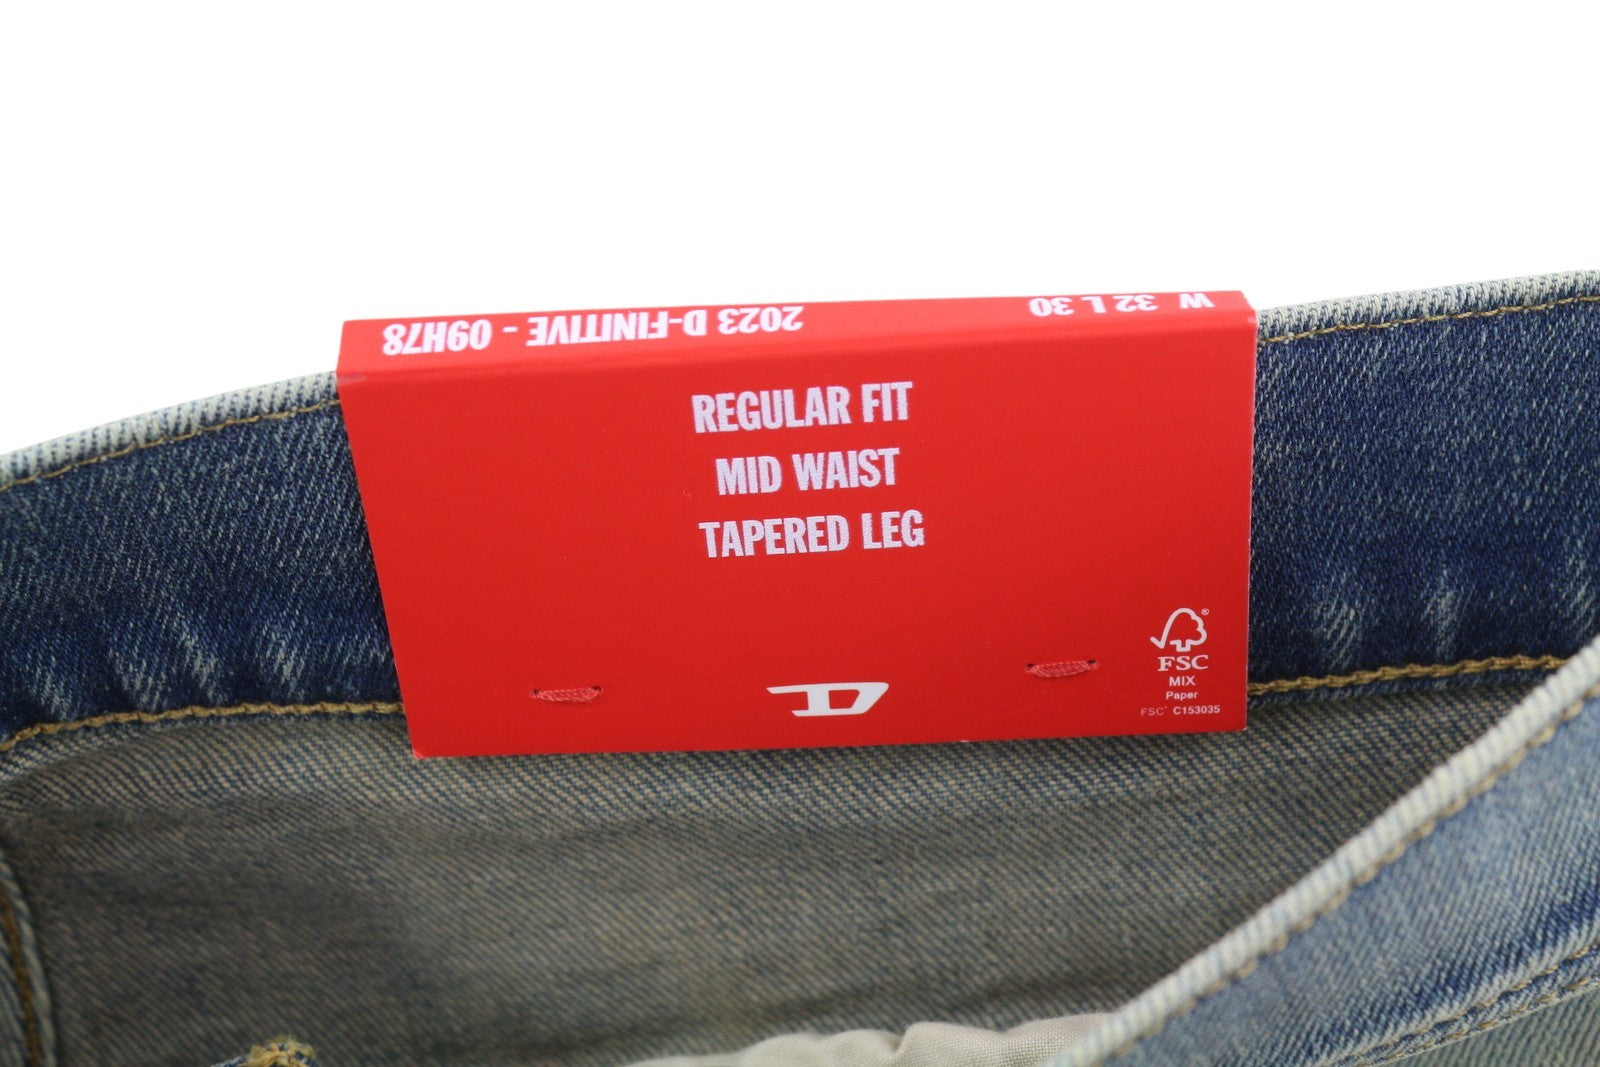 2023 D-FINITIVE - 09H78
W 32 L 30
REGULAR FIT
MID WAIST
TAPERED LEG
D
FSC®
MIX
Paper
FSC® C153035